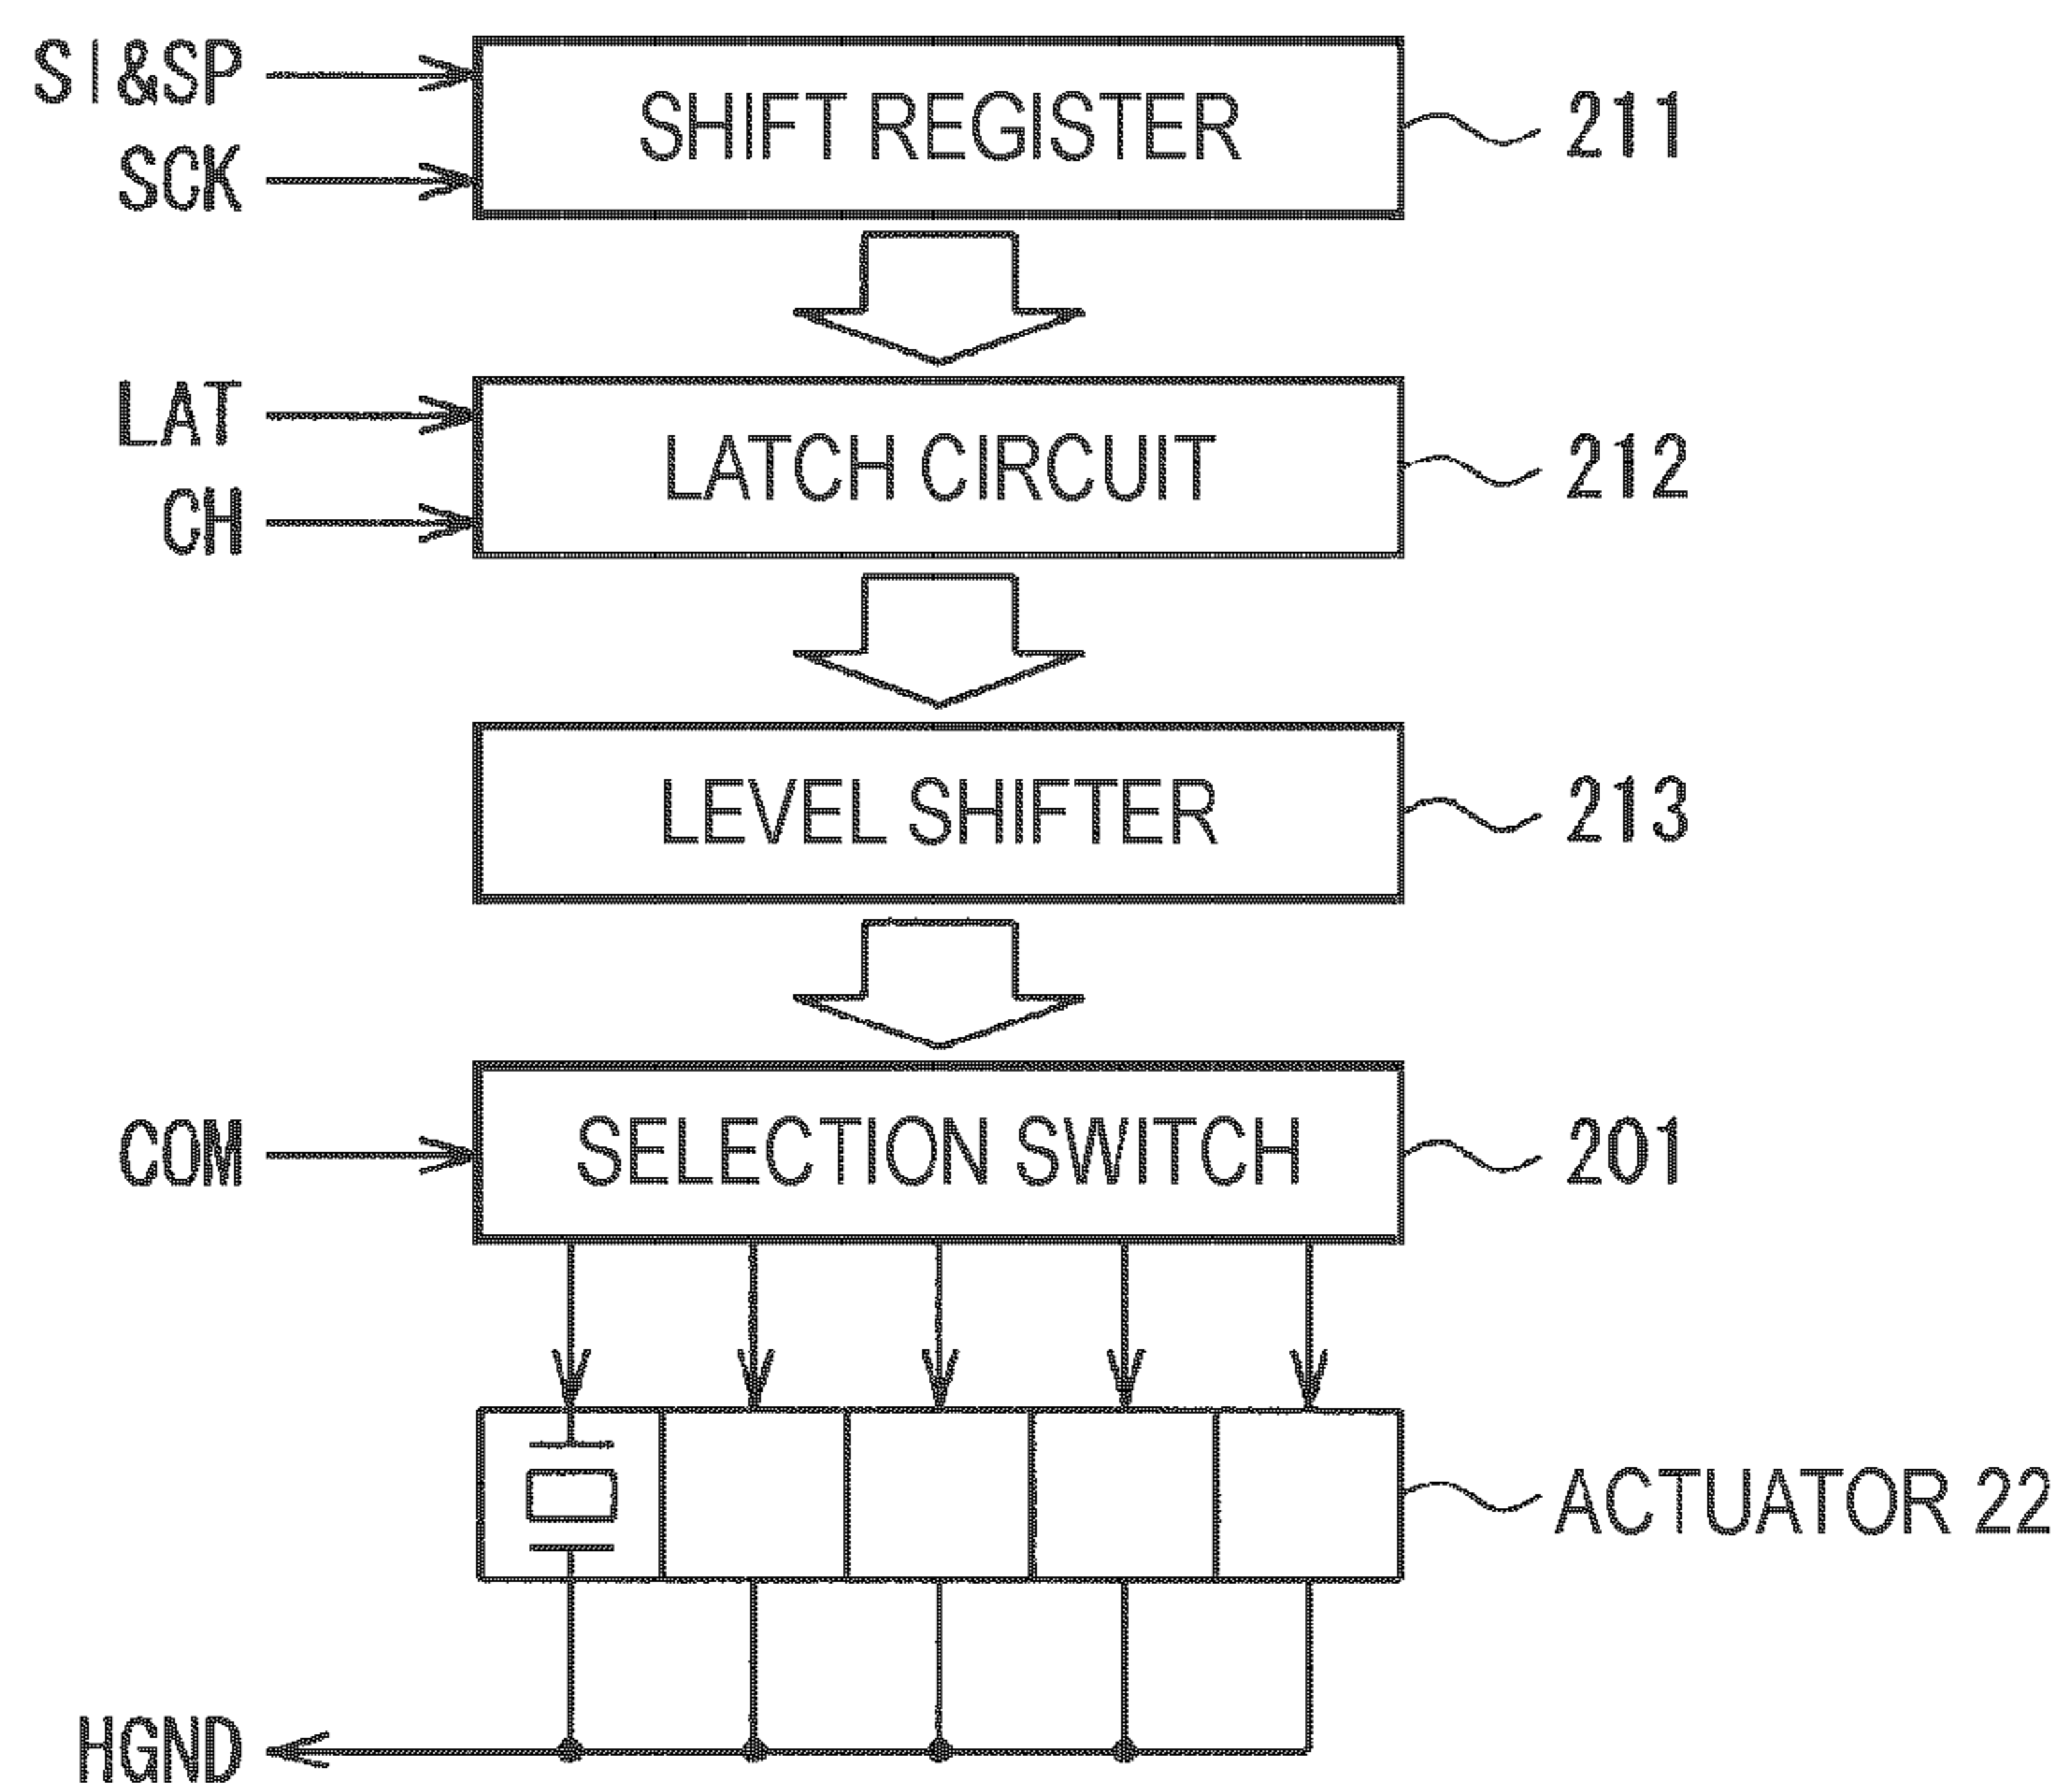 SI&SP
SHIFT REGISTER
211
SCK
LAT
LATCH CIRCUIT
212
CH
LEVEL SHIFTER
213
COM
SELECTION SWITCH
201
ACTUATOR 22
HGND